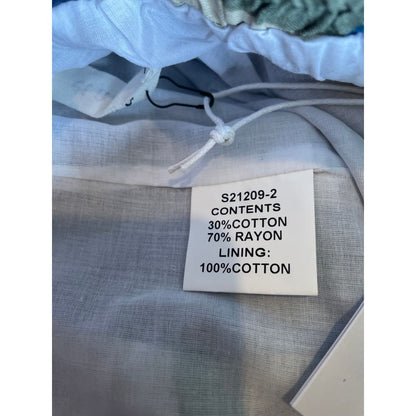 S21209-2
CONTENTS
30%COTTON
70% RAYON
LINING:
100%COTTON